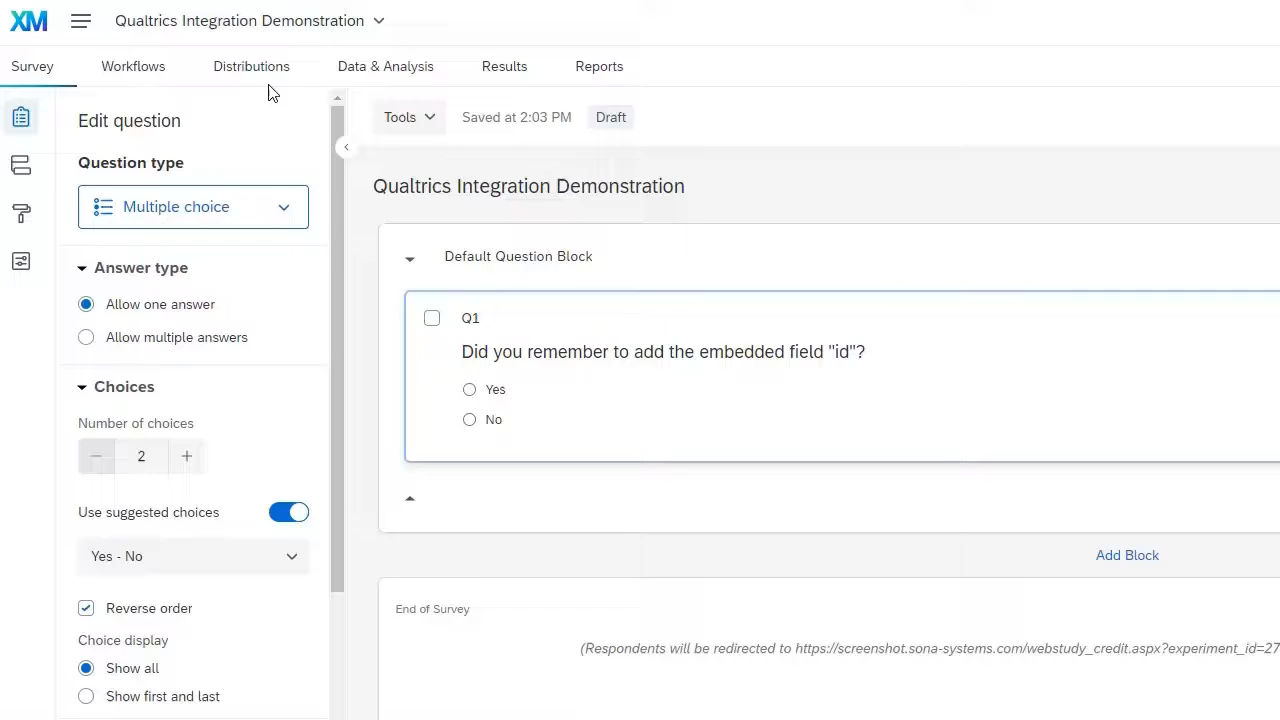 XM
Qualtrics Integration Demonstration
Survey
Workflows
Distributions
Data & Analysis
Results
Reports
Edit question
Question type
Multiple choice
Answer type
Allow one answer
Allow multiple answers
Choices
Number of choices
2
Use suggested choices
Yes - No
Reverse order
Choice display
Show all
Show first and last
Tools
Saved at 2:03 PM
Draft
Qualtrics Integration Demonstration
Default Question Block
Q1
Did you remember to add the embedded field "id"?
Yes
No
Add Block
End of Survey
(Respondents will be redirected to https://screenshot.sona-systems.com/webstudy_credit.aspx?experiment_id=27